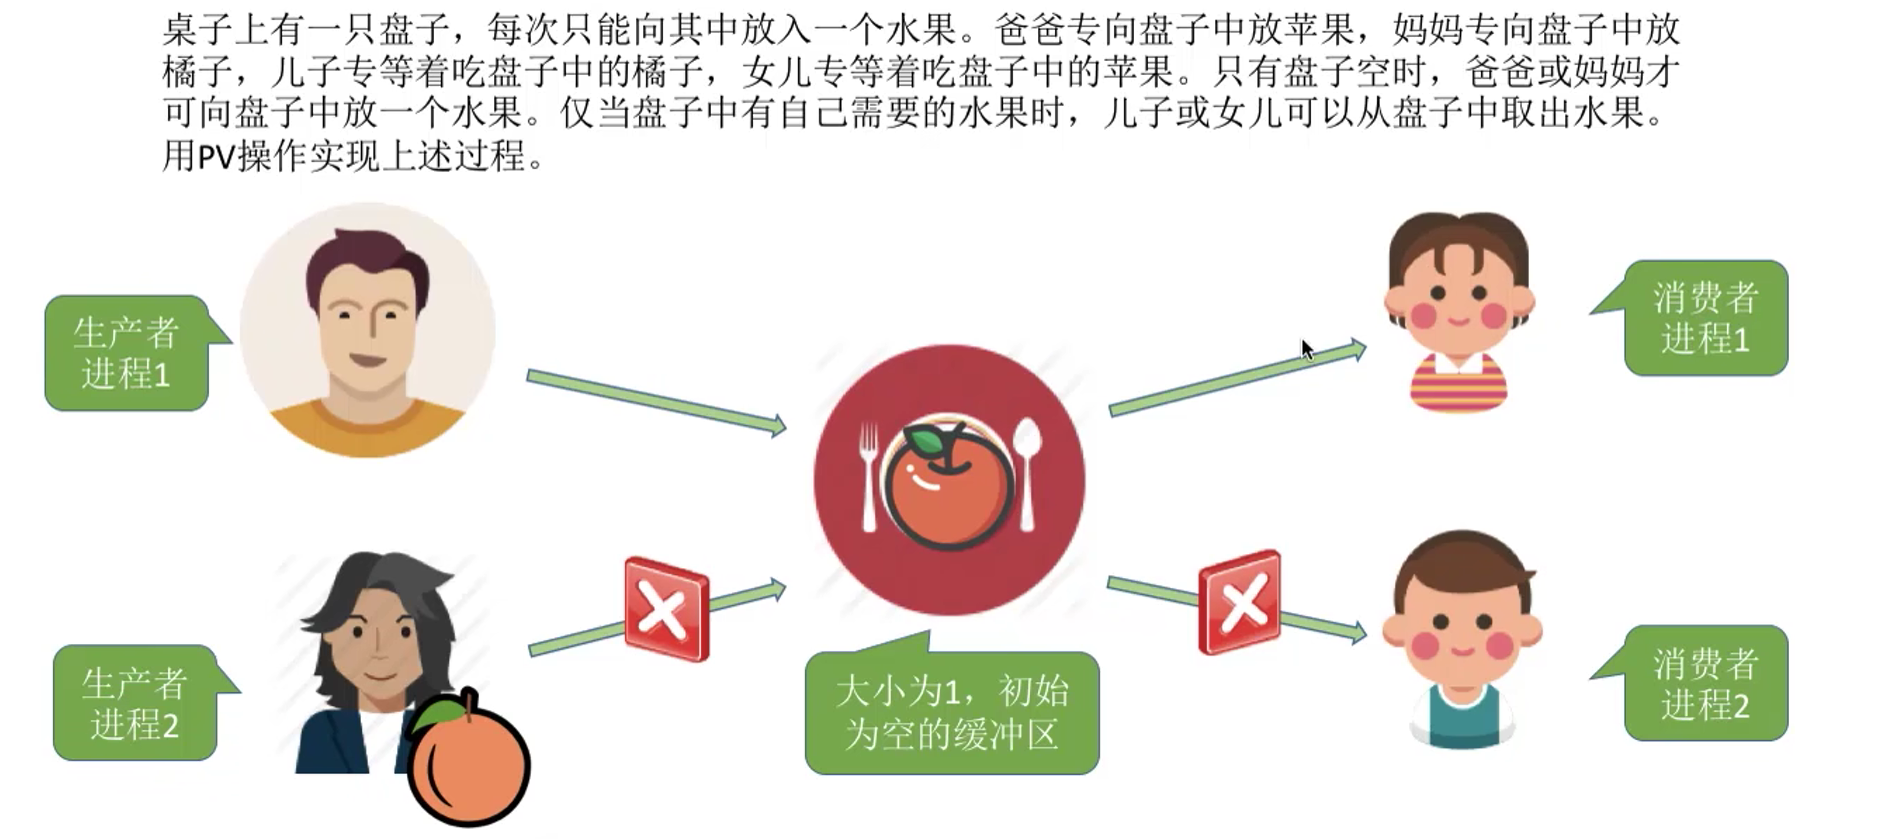 桌子上有一只盘子，每次只能向其中放入一个水果。爸爸专向盘子中放苹果，妈妈专向盘子中放
橘子，儿子专等着吃盘子中的橘子，女儿专等着吃盘子中的苹果。只有盘子空时，爸爸或妈妈才
可向盘子中放一个水果。仅当盘子中有自己需要的水果时，儿子或女儿可以从盘子中取出水果。
用PV操作实现上述过程。
生产者
进程1
消费者
进程1
生产者
进程2
大小为1，初始
为空的缓冲区
消费者
进程2